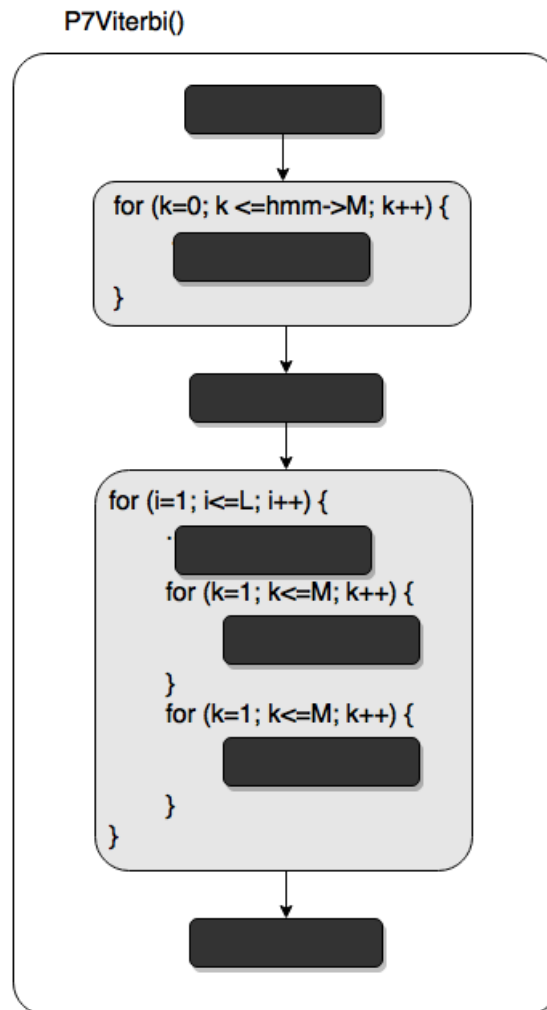 P7Viterbi()
for (k=0; k <=hmm->M; k++) {
}
for (i=1; i<=L; i++) {
.
for (k=1; k<=M; k++) {
}
for (k=1; k<=M; k++) {
}
}